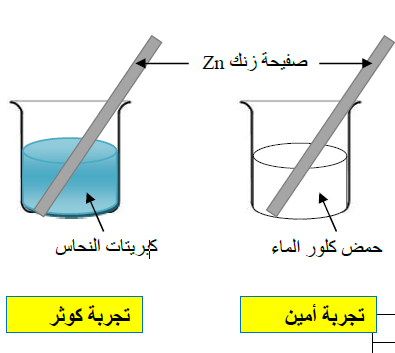 صفيحة زنك Zn
حمض كلور الماء
كبريتات النحاس
تجربة أمين
تجربة كوثر